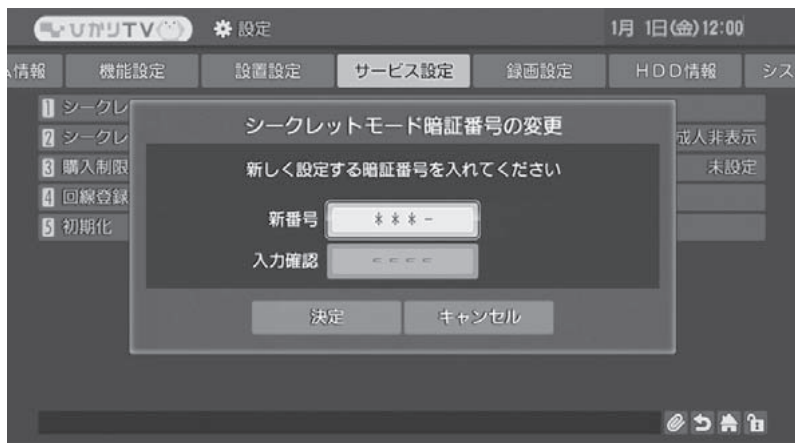 ひかりTV 設定 1月 1日(金)12:00
情報 機能設定 設置設定 サービス設定 録画設定 HDD情報 シス
シークレットモード暗証番号の変更
新しく設定する暗証番号を入れてください
新番号 ＊＊＊－
入力確認 － － － －
決定 キャンセル
1 シークレ
2 シークレ 成人非表示
3 購入制限 未設定
4 回線登録
5 初期化